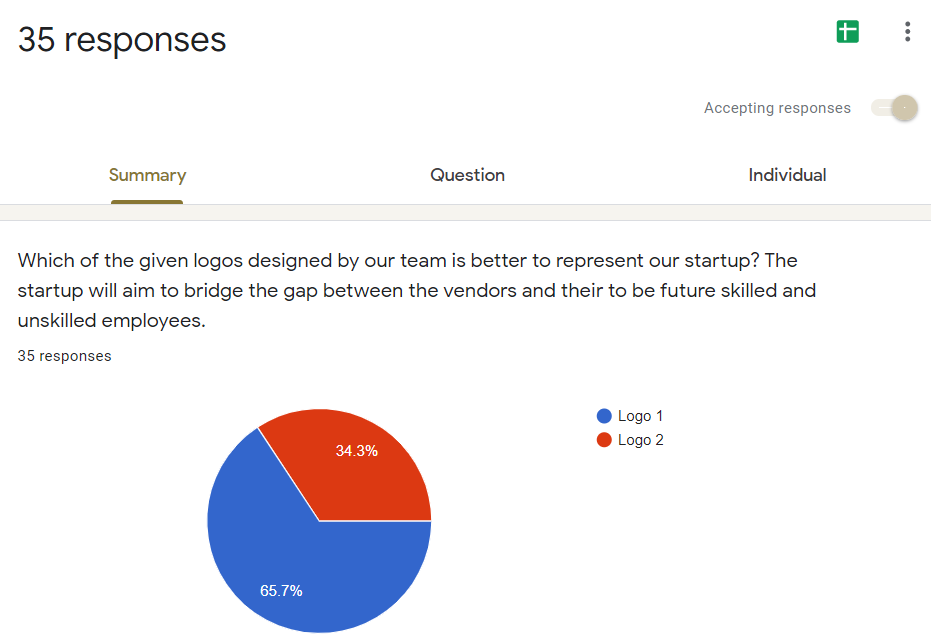 35 responses
Accepting responses
Summary
Question
Individual
Which of the given logos designed by our team is better to represent our startup? The
startup will aim to bridge the gap between the vendors and their to be future skilled and
unskilled employees.
35 responses
Logo 1
Logo 2
34.3%
65.7%